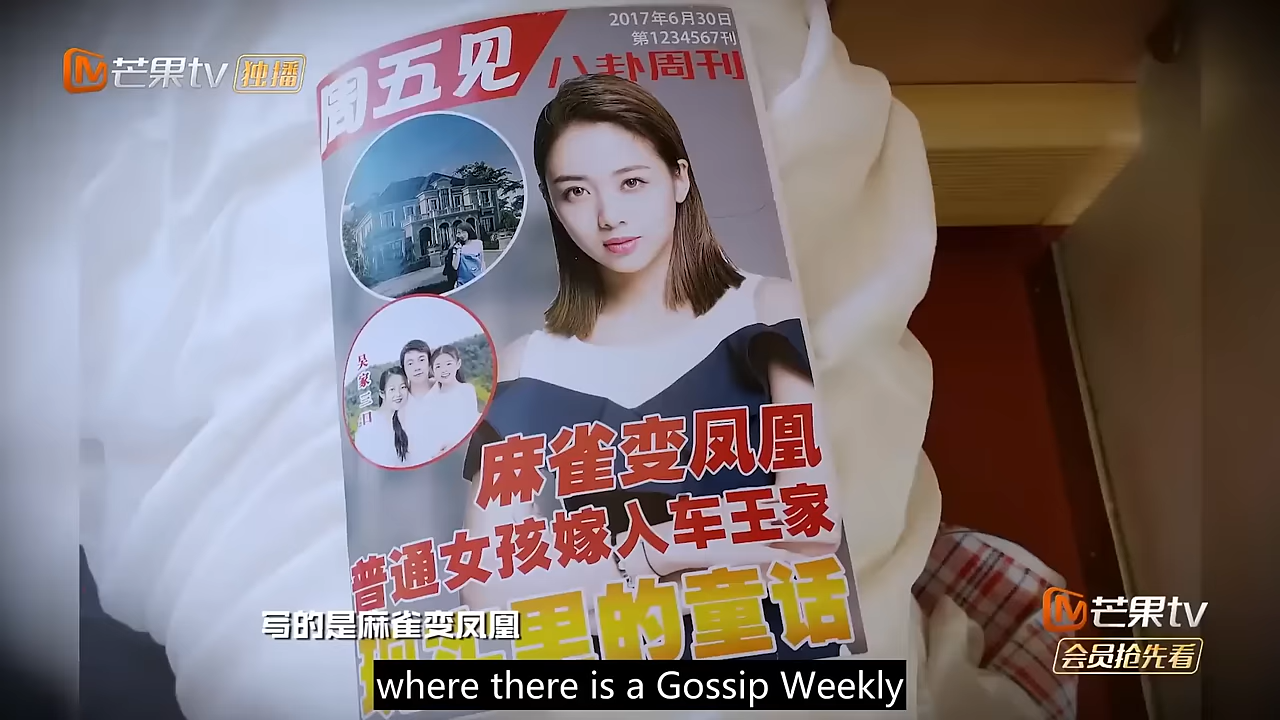 芒果tv 独播
2017年6月30日
第1234567刊
周五见
八卦周刊
吴家
麻雀变凤凰
普通女孩嫁入车王家
里的童话
写的是麻雀变凤凰
where there is a Gossip Weekly
芒果tv
会员抢先看